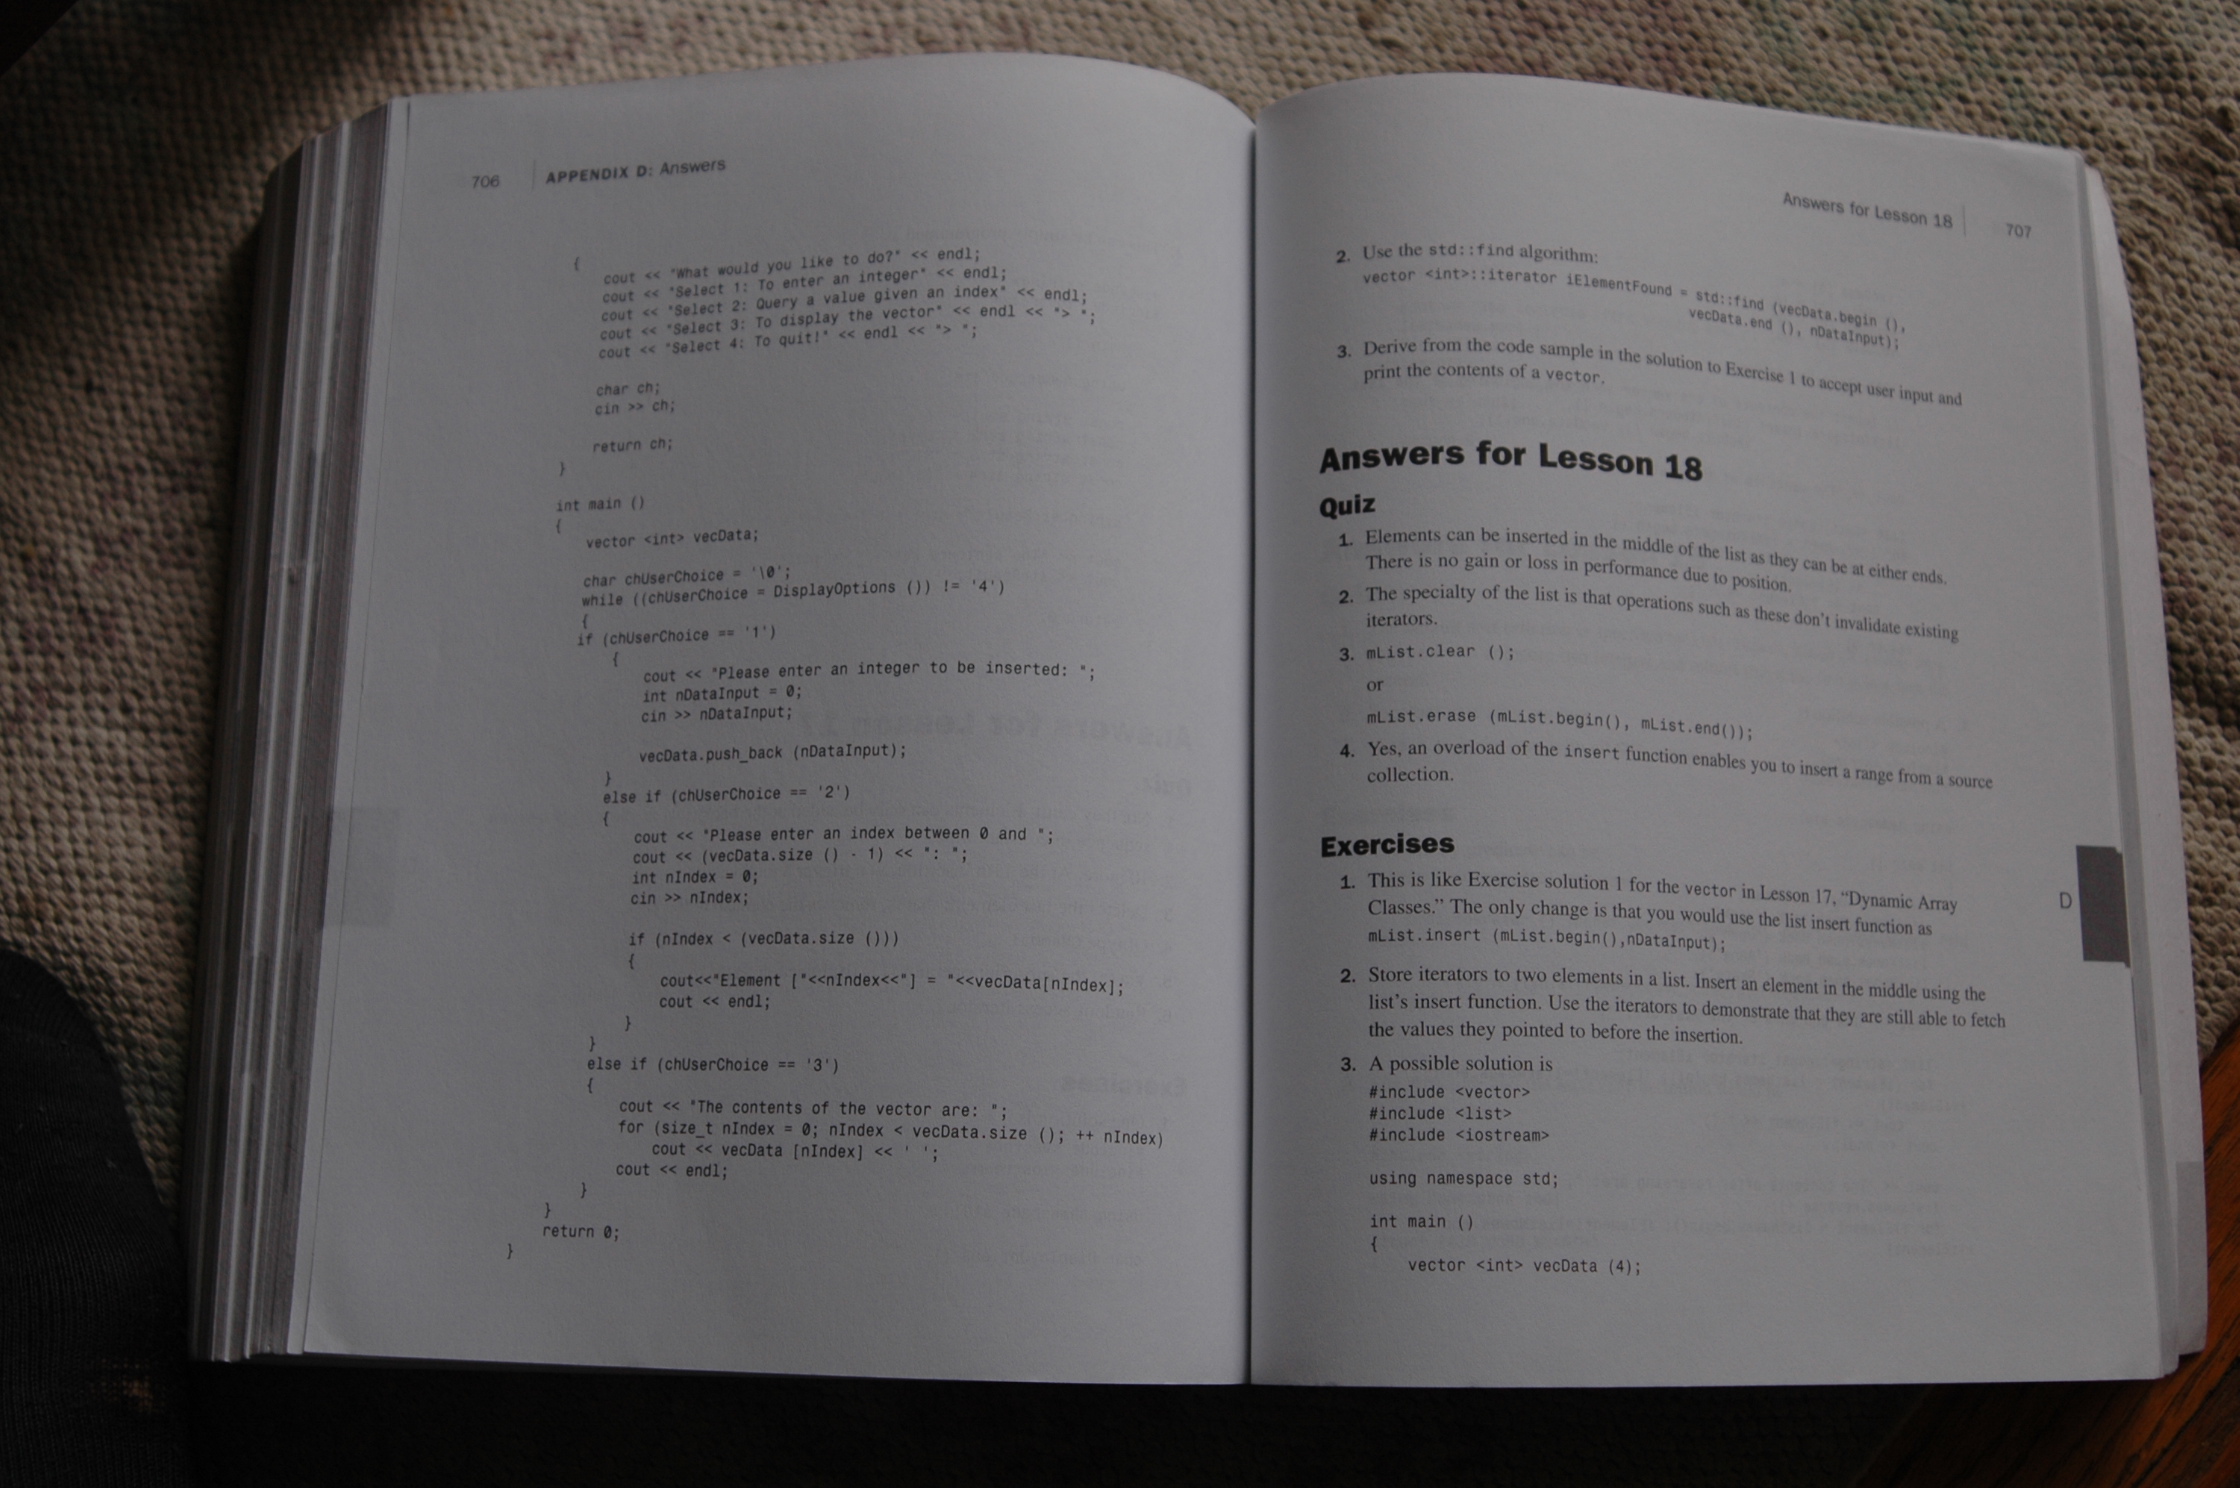 706 | APPENDIX D: Answers
{
cout << "What would you like to do?" << endl;
cout << "Select 1: To enter an integer" << endl;
cout << "Select 2: Query a value given an index" << endl;
cout << "Select 3: To display the vector" << endl << "> ";
cout << "Select 4: To quit!" << endl << "> ";
char ch;
cin >> ch;
return ch;
}
int main ()
{
vector <int> vecData;
char chUserChoice = '\0';
while ((chUserChoice = DisplayOptions ()) != '4')
{
if (chUserChoice == '1')
{
cout << "Please enter an integer to be inserted: ";
int nDataInput = 0;
cin >> nDataInput;
vecData.push_back (nDataInput);
}
else if (chUserChoice == '2')
{
cout << "Please enter an index between 0 and ";
cout << (vecData.size () - 1) << ": ";
int nIndex = 0;
cin >> nIndex;
if (nIndex < (vecData.size ()))
{
cout<<"Element ["<<nIndex<<"] = "<<vecData[nIndex];
cout << endl;
}
}
else if (chUserChoice == '3')
{
cout << "The contents of the vector are: ";
for (size_t nIndex = 0; nIndex < vecData.size (); ++ nIndex)
cout << vecData [nIndex] << ' ';
cout << endl;
}
}
return 0;
}
Answers for Lesson 18 | 707
2. Use the std::find algorithm:
vector <int>::iterator iElementFound = std::find (vecData.begin (),
vecData.end (), nDataInput);
3. Derive from the code sample in the solution to Exercise 1 to accept user input and
print the contents of a vector.
Answers for Lesson 18
Quiz
1. Elements can be inserted in the middle of the list as they can be at either ends.
There is no gain or loss in performance due to position.
2. The specialty of the list is that operations such as these don't invalidate existing
iterators.
3. mList.clear ();
or
mList.erase (mList.begin(), mList.end());
4. Yes, an overload of the insert function enables you to insert a range from a source
collection.
Exercises
1. This is like Exercise solution 1 for the vector in Lesson 17, “Dynamic Array
Classes.” The only change is that you would use the list insert function as
mList.insert (mList.begin(),nDataInput);
2. Store iterators to two elements in a list. Insert an element in the middle using the
list's insert function. Use the iterators to demonstrate that they are still able to fetch
the values they pointed to before the insertion.
3. A possible solution is
#include <vector>
#include <list>
#include <iostream>
using namespace std;
int main ()
{
vector <int> vecData (4);
D